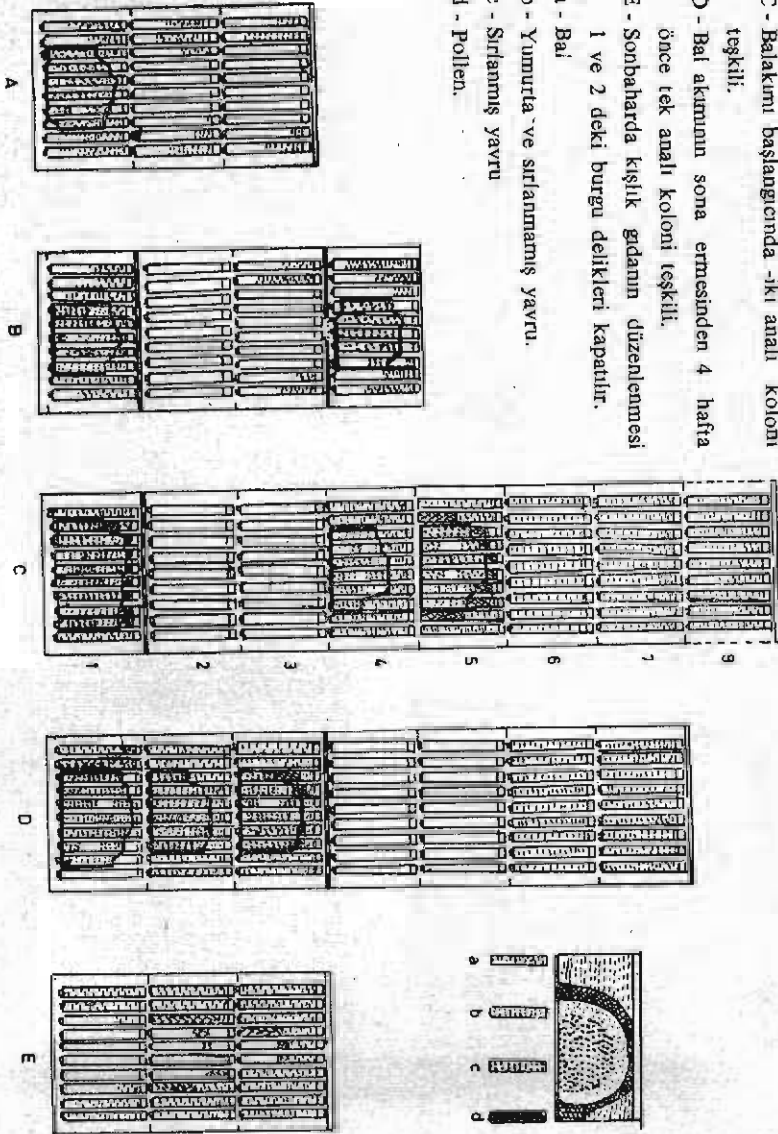 C - Balakımı başlangıcında -iki analı koloni
teşkili.
D - Bal akımının sona ermesinden 4 hafta
önce tek analı koloni teşkili.
E - Sonbaharda kışlık gıdanın düzenlenmesi
1 ve 2 deki burgu delikleri kapatılır.
a - Bal
b - Yumurta ve sırlanmamış yavru.
c - Sırlanmış yavru
d - Pollen.
A
B
C
1
2
3
4
5
6
7
8
D
E
a
b
c
d